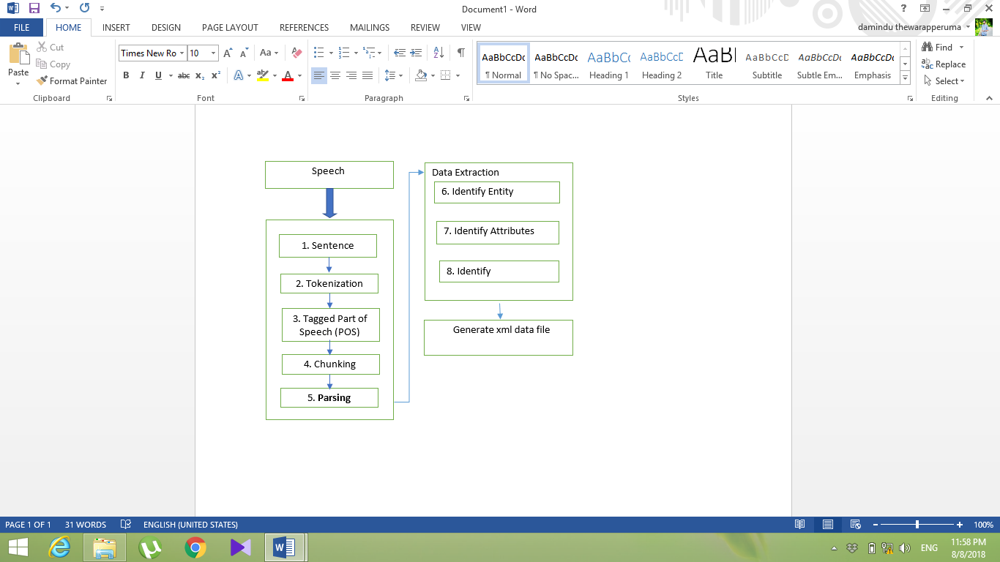 Document1 - Word
?
FILE
HOME
INSERT
DESIGN
PAGE LAYOUT
REFERENCES
MAILINGS
REVIEW
VIEW
damindu thewarapperuma
Paste
Cut
Copy
Format Painter
Clipboard
Times New Ro
10
Aa
B I U abc x₂ x²
A
ab
A
Font
Paragraph
AaBbCcDc
¶ Normal
AaBbCcDc
¶ No Spac...
AaBbCc
Heading 1
AaBbCcD
Heading 2
AaBl
Title
AaBbCcD
Subtitle
AaBbCcDc
Subtle Em...
AaBbCcDc
Emphasis
Styles
Find
Replace
Select
Editing
Speech
1. Sentence
2. Tokenization
3. Tagged Part of
Speech (POS)
4. Chunking
5. Parsing
Data Extraction
6. Identify Entity
7. Identify Attributes
8. Identify
Generate xml data file
PAGE 1 OF 1
31 WORDS
ENGLISH (UNITED STATES)
100%
ENG
11:58 PM
8/8/2018